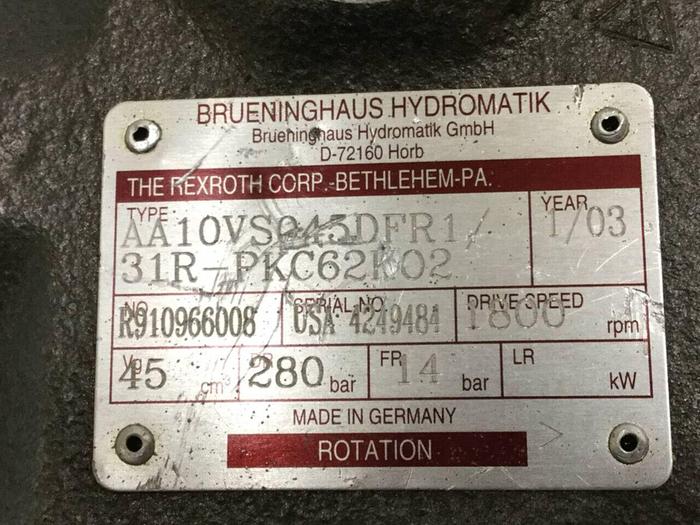 BRUENINGHAUS HYDROMATIK
Brueninghaus Hydromatik GmbH
D-72160 Horb
THE REXROTH CORP.-BETHLEHEM-PA.
TYPE YEAR
AA10VSO45DFR1/ 1/03
31R-PKC62K02
NO. SERIAL NO DRIVE SPEED
R910966008 USA 4249484 1800 rpm
Vg FR LR
45 cm³ 280 bar 14 bar kW
MADE IN GERMANY
ROTATION >